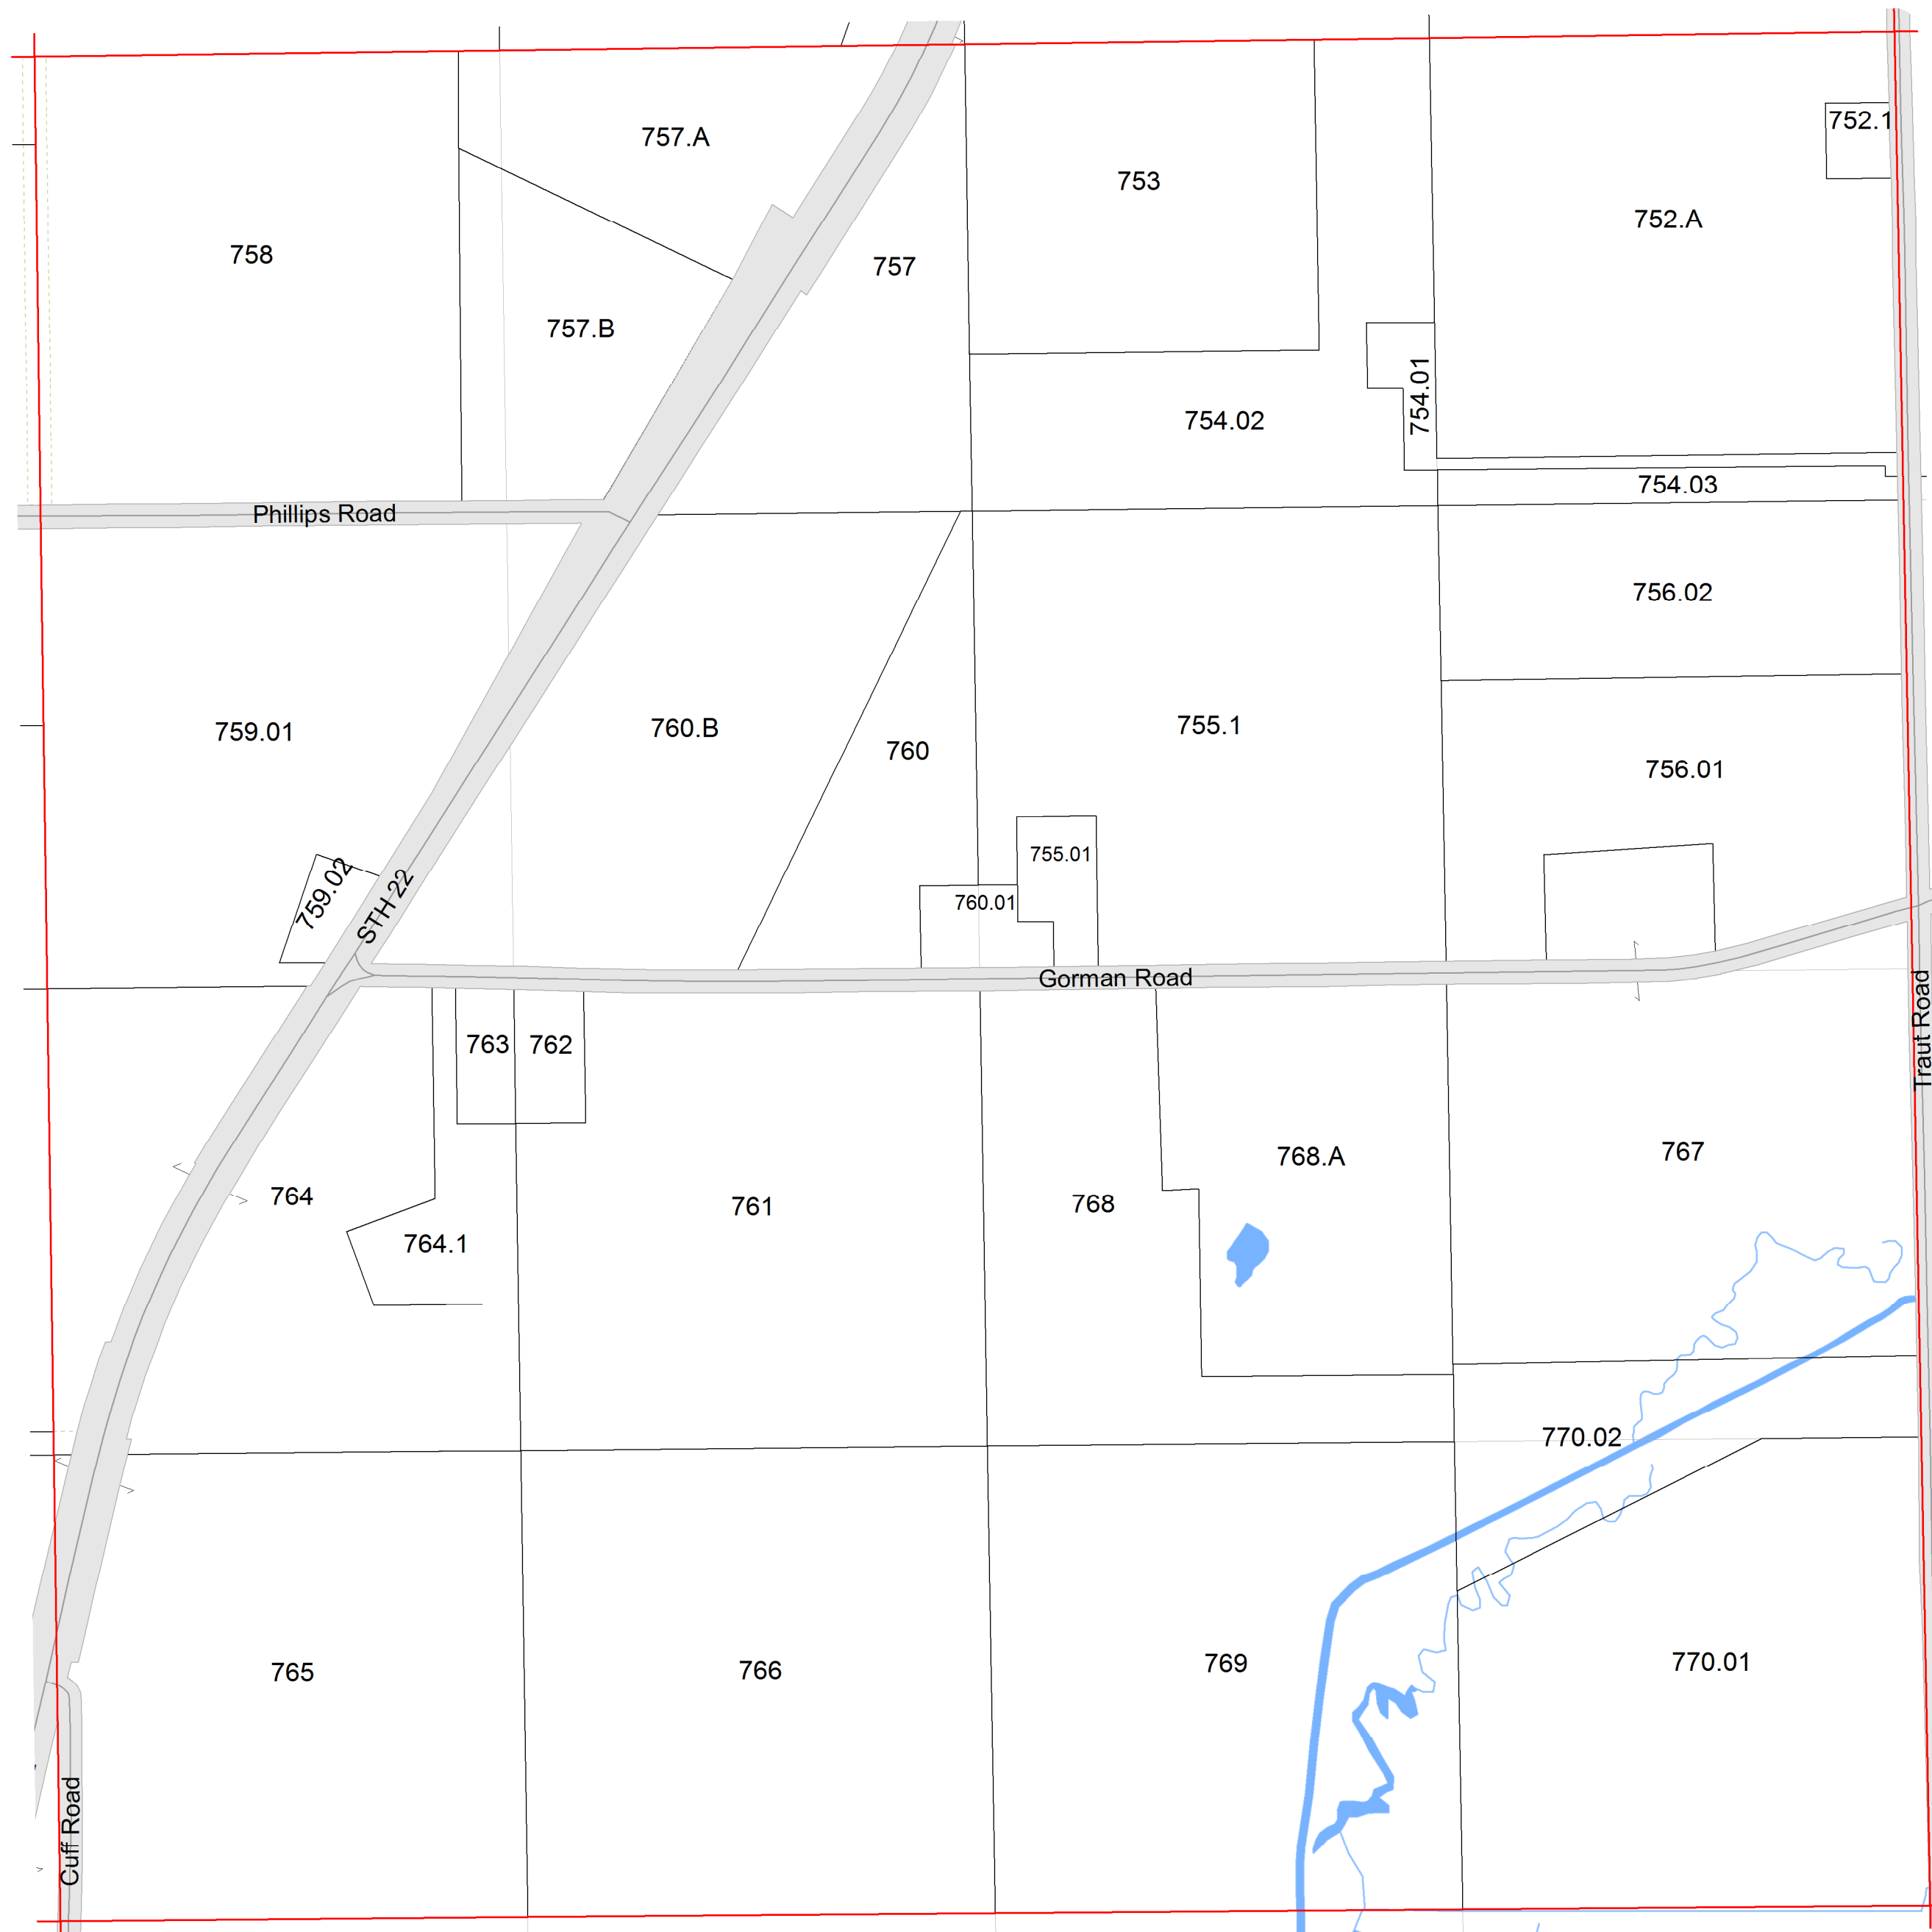 757.A
752.1
753
752.A
758
757
757.B
754.01
754.02
754.03
Phillips Road
756.02
759.01
760.B
755.1
760
756.01
755.01
759.02
STH 22
760.01
Gorman Road
Traut Road
763
762
767
768.A
764
761
768
764.1
770.02
765
766
769
770.01
Cuff Road